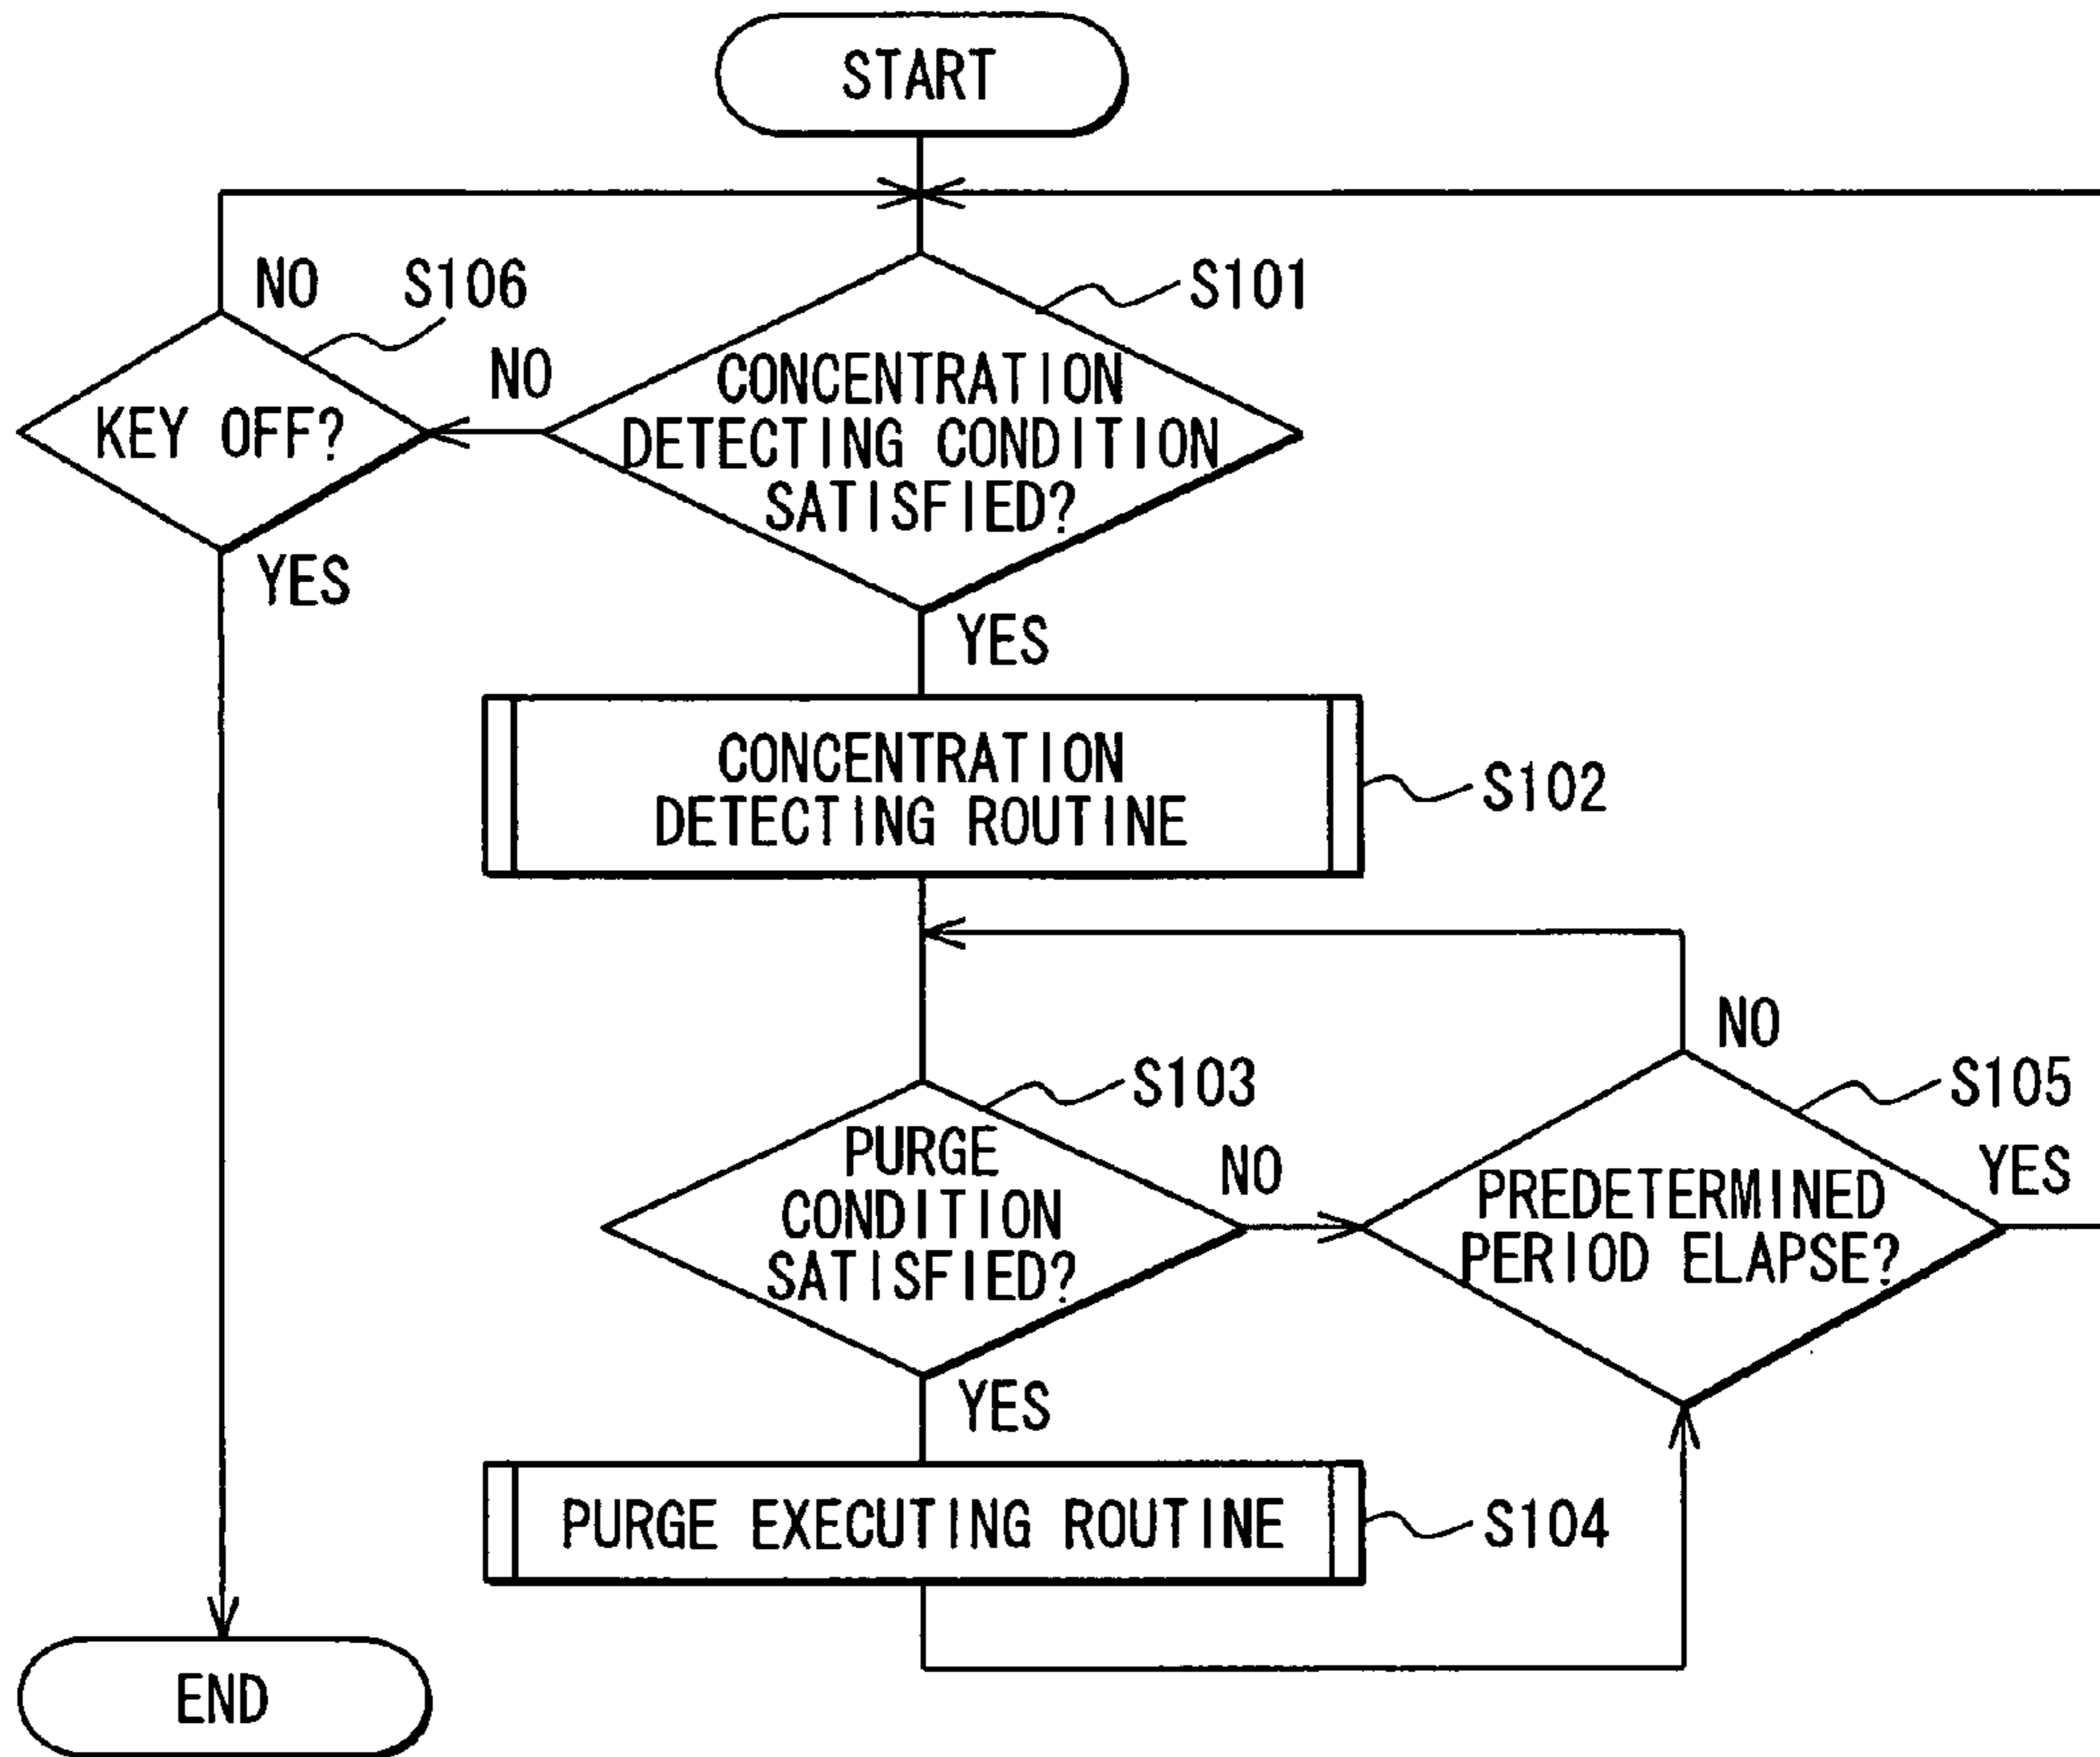 START
NO
S106
S101
NO
CONCENTRATION
DETECTING CONDITION
SATISFIED?
KEY OFF?
YES
YES
CONCENTRATION
DETECTING ROUTINE
S102
NO
S103
S105
PURGE
CONDITION
SATISFIED?
NO
YES
PREDETERMINED
PERIOD ELAPSE?
YES
PURGE EXECUTING ROUTINE
S104
END